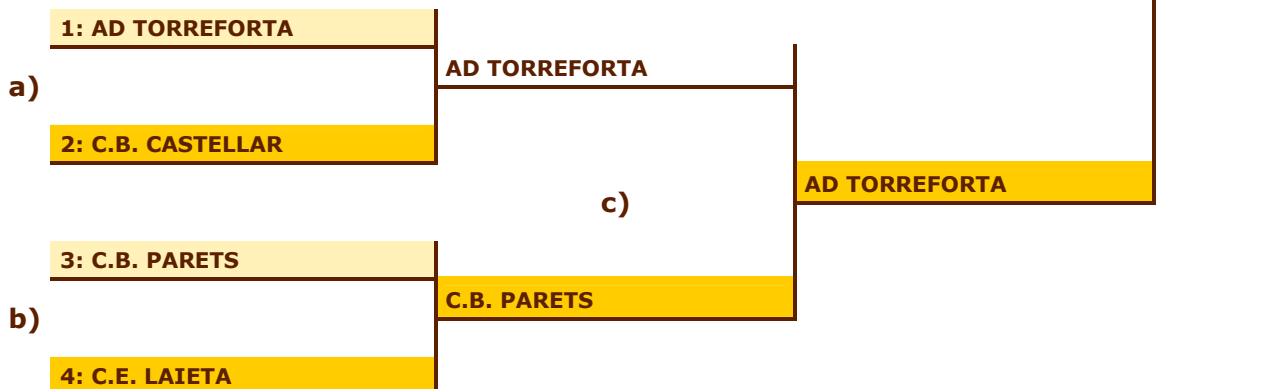 1: AD TORREFORTA
AD TORREFORTA
a)
2: C.B. CASTELLAR
AD TORREFORTA
c)
3: C.B. PARETS
C.B. PARETS
b)
4: C.E. LAIETA